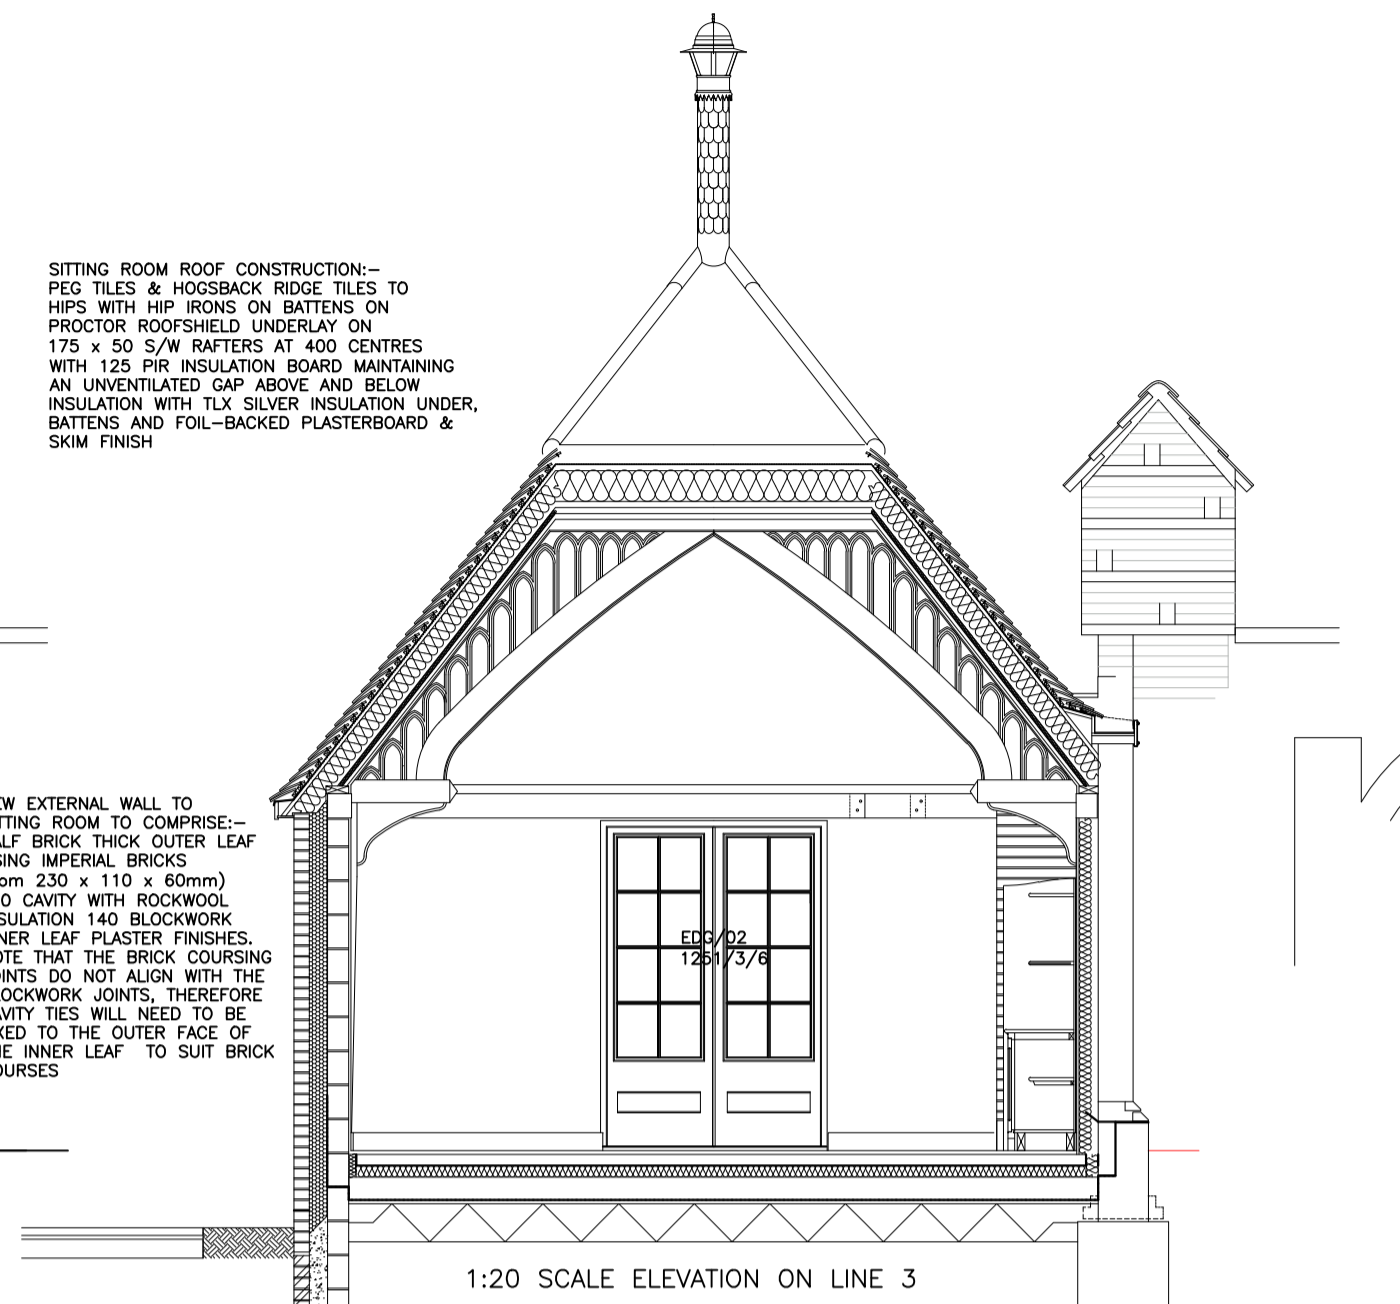 SITTING ROOM ROOF CONSTRUCTION:-
PEG TILES & HOGSBACK RIDGE TILES TO
HIPS WITH HIP IRONS ON BATTENS ON
PROCTOR ROOFSHIELD UNDERLAY ON
175 x 50 S/W RAFTERS AT 400 CENTRES
WITH 125 PIR INSULATION BOARD MAINTAINING
AN UNVENTILATED GAP ABOVE AND BELOW
INSULATION WITH TLX SILVER INSULATION UNDER,
BATTENS AND FOIL-BACKED PLASTERBOARD &
SKIM FINISH
EW EXTERNAL WALL TO
TTING ROOM TO COMPRISE:-
ALF BRICK THICK OUTER LEAF
SING IMPERIAL BRICKS
om 230 x 110 x 60mm)
0 CAVITY WITH ROCKWOOL
SULATION 140 BLOCKWORK
NER LEAF PLASTER FINISHES.
OTE THAT THE BRICK COURSING
OINTS DO NOT ALIGN WITH THE
LOCKWORK JOINTS, THEREFORE
AVITY TIES WILL NEED TO BE
XED TO THE OUTER FACE OF
HE INNER LEAF TO SUIT BRICK
OURSES
EDG/02
1251/3/6
1:20 SCALE ELEVATION ON LINE 3